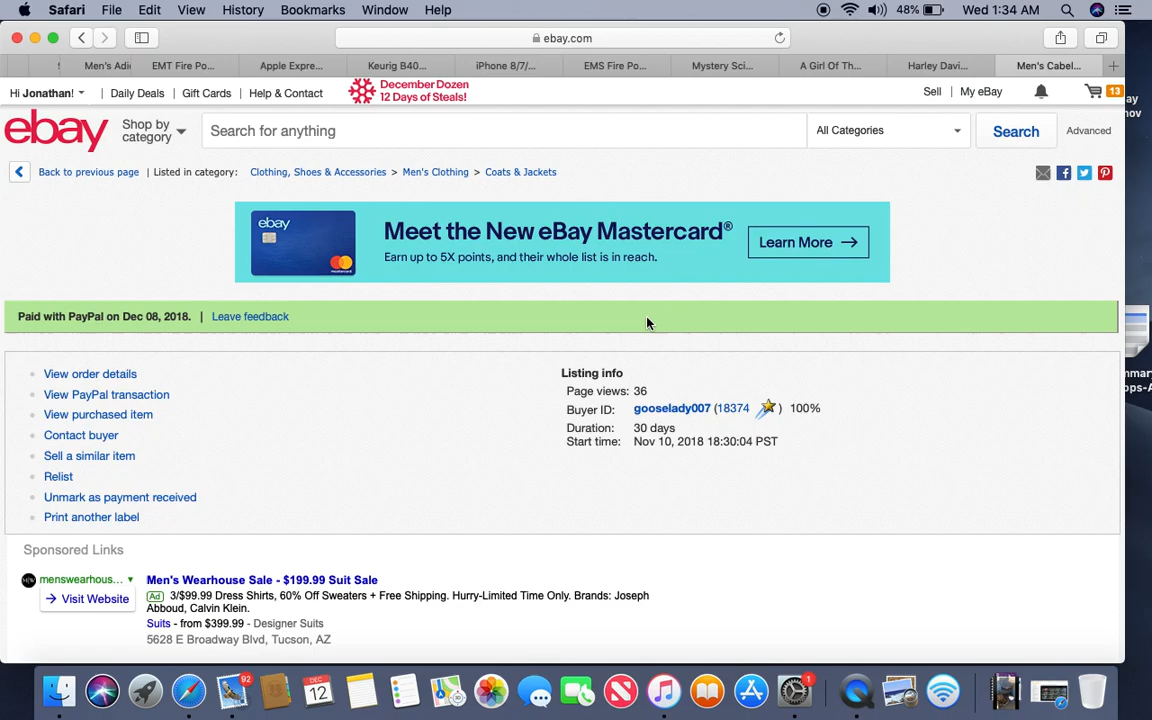 Safari File Edit View History Bookmarks Window Help 48% Wed 1:34 AM
ebay.com
Men's Adi EMT Fire Po... Apple Expre... Keurig B40... iPhone 8/7/... EMS Fire Po... Mystery Sci... A Girl Of Th... Harley Davi... Men's Cabel...
Hi Jonathan! | Daily Deals | Gift Cards | Help & Contact
December Dozen
12 Days of Steals!
Sell My eBay 13
ebay Shop by
category
Search for anything All Categories Search Advanced
Back to previous page | Listed in category: Clothing, Shoes & Accessories > Men's Clothing > Coats & Jackets
ebay
mastercard
Meet the New eBay Mastercard®
Earn up to 5X points, and their whole list is in reach.
Learn More →
Paid with PayPal on Dec 08, 2018. | Leave feedback
View order details
View PayPal transaction
View purchased item
Contact buyer
Sell a similar item
Relist
Unmark as payment received
Print another label
Listing info
Page views: 36
Buyer ID: gooselady007 (18374 ) 100%
Duration: 30 days
Start time: Nov 10, 2018 18:30:04 PST
Sponsored Links
menswearhous...
→ Visit Website
Men's Wearhouse Sale - $199.99 Suit Sale
Ad 3/$99.99 Dress Shirts, 60% Off Sweaters + Free Shipping. Hurry-Limited Time Only. Brands: Joseph
Abboud, Calvin Klein.
Suits - from $399.99 - Designer Suits
5628 E Broadway Blvd, Tucson, AZ
ay
nov
mmar
ops-A
92
DEC
12
1